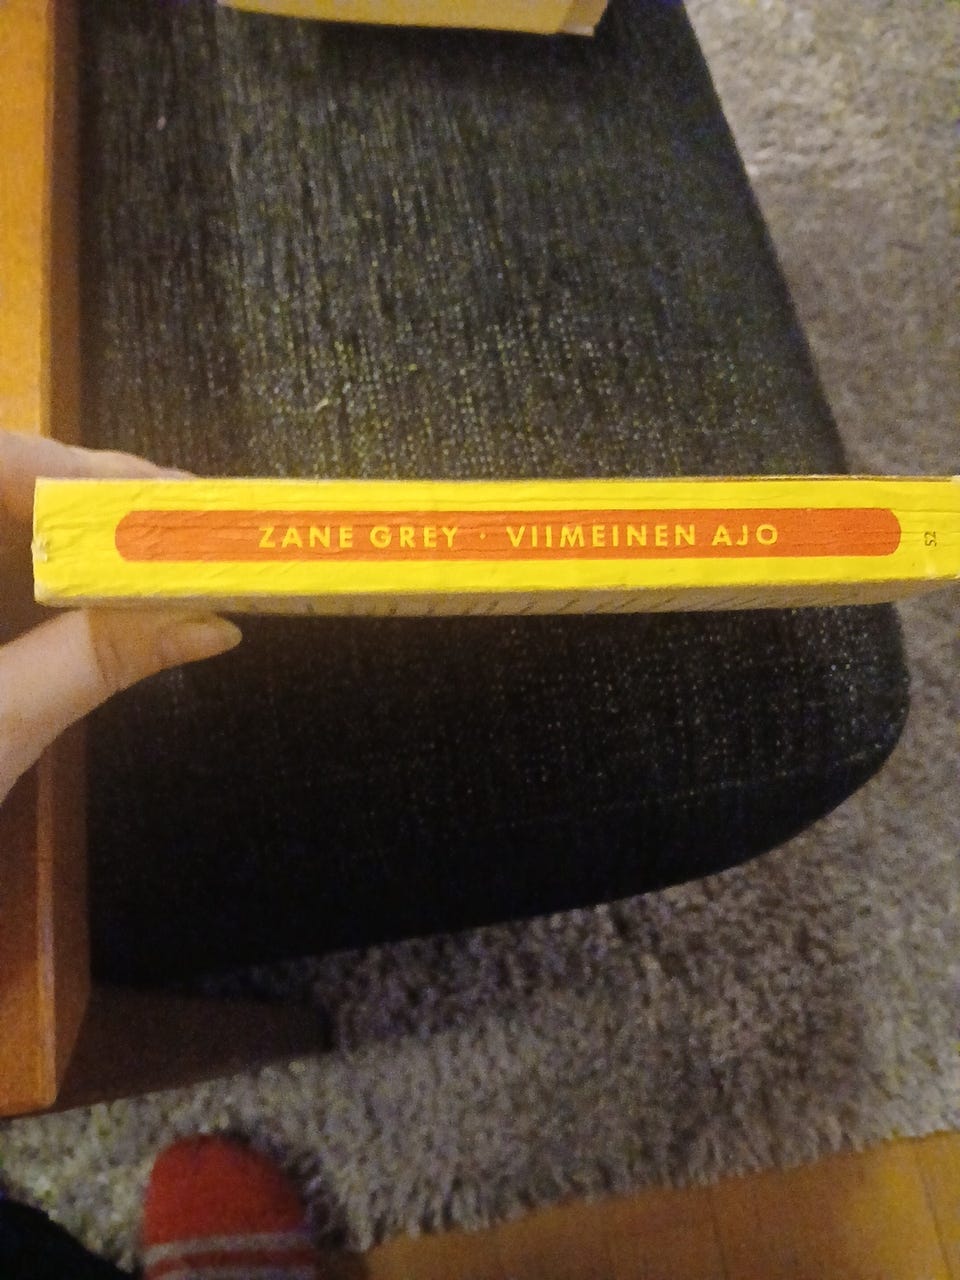 ZANE GREY · VIIMEINEN AJO
52